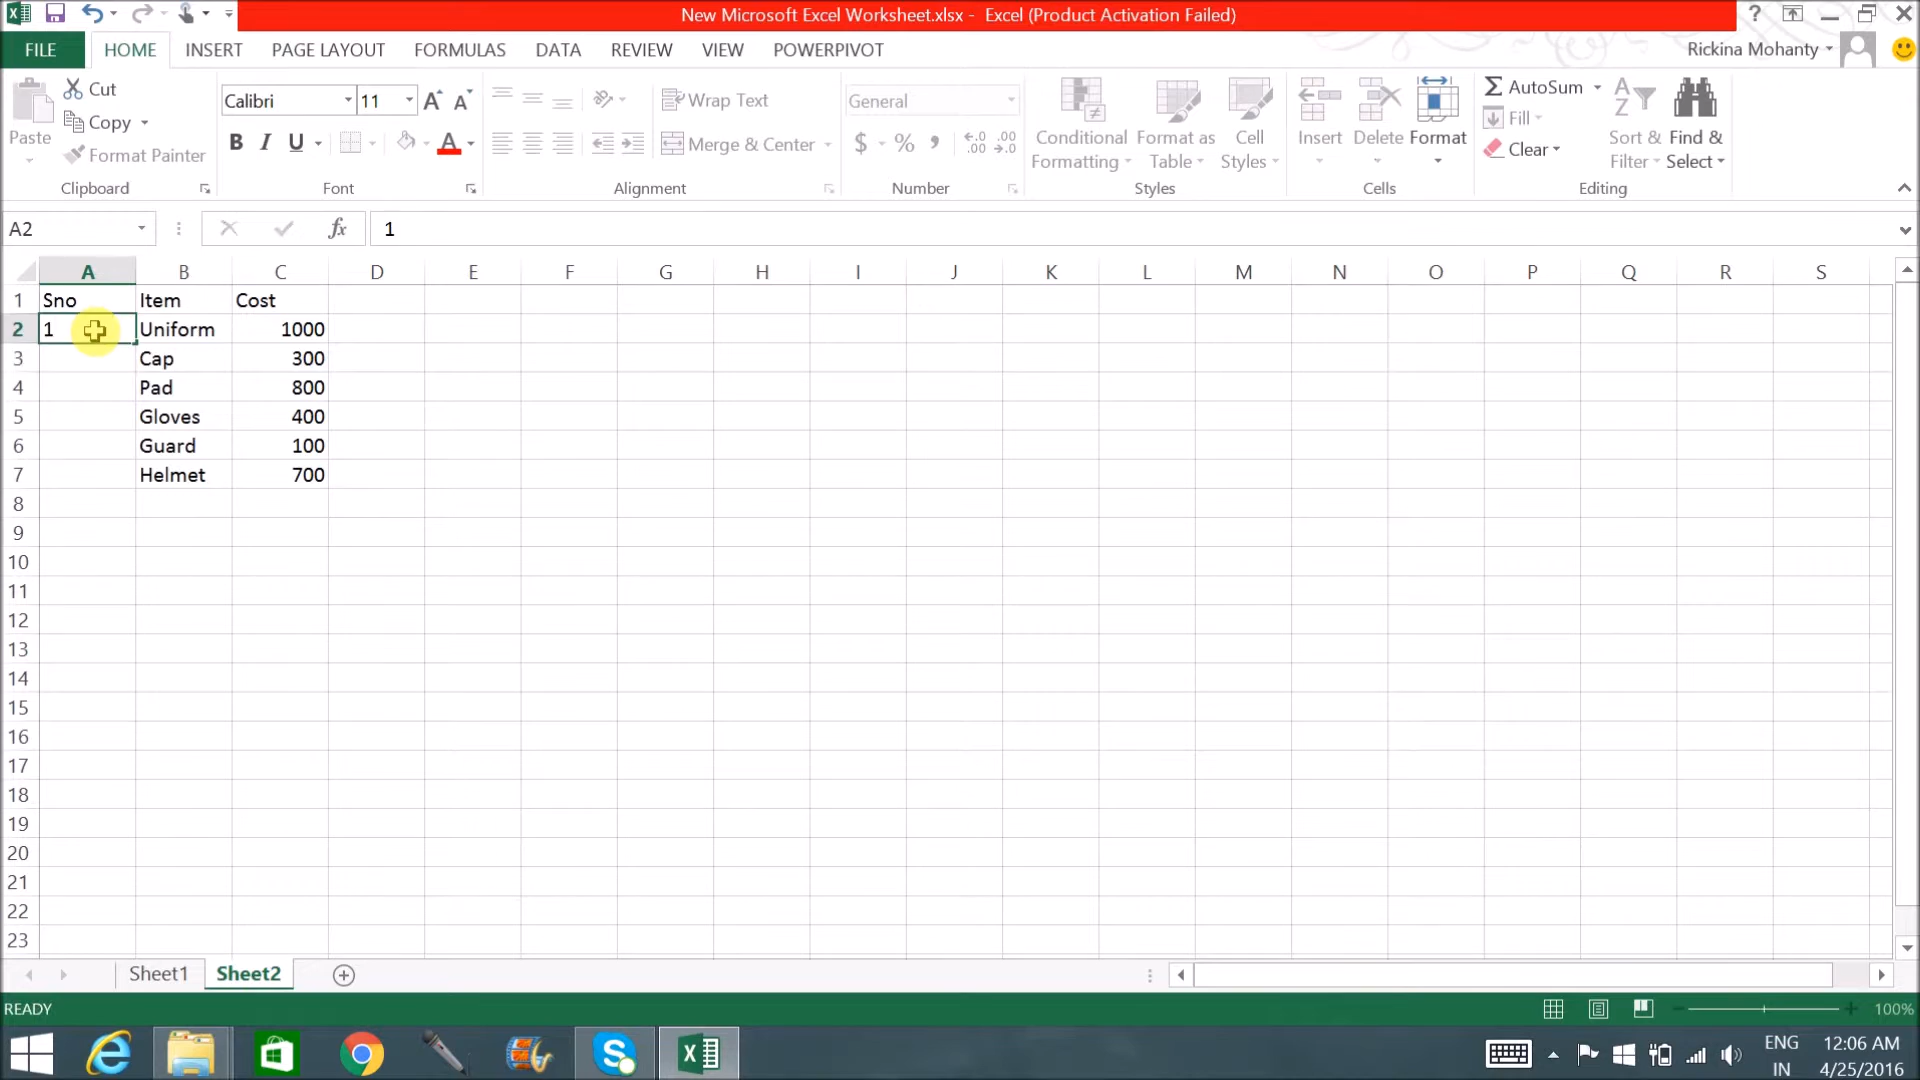 New Microsoft Excel Worksheet.xlsx - Excel (Product Activation Failed)
?
FILE HOME INSERT PAGE LAYOUT FORMULAS DATA REVIEW VIEW POWERPIVOT Rickina Mohanty
Paste
Cut
Copy
Format Painter
Clipboard
Calibri 11
B I U A
Font
Wrap Text
Merge & Center
Alignment
General
$ % ,
Number
Conditional Formatting
Format as Table
Cell Styles
Styles
Insert Delete Format
Cells
AutoSum
Fill
Clear
Sort & Filter
Find & Select
Editing
A2 fx 1
A B C D E F G H I J K L M N O P Q R S
1 Sno Item Cost
2 1 Uniform 1000
3 Cap 300
4 Pad 800
5 Gloves 400
6 Guard 100
7 Helmet 700
8
9
10
11
12
13
14
15
16
17
18
19
20
21
22
23
Sheet1 Sheet2
READY 100%
ENG 12:06 AM
IN 4/25/2016